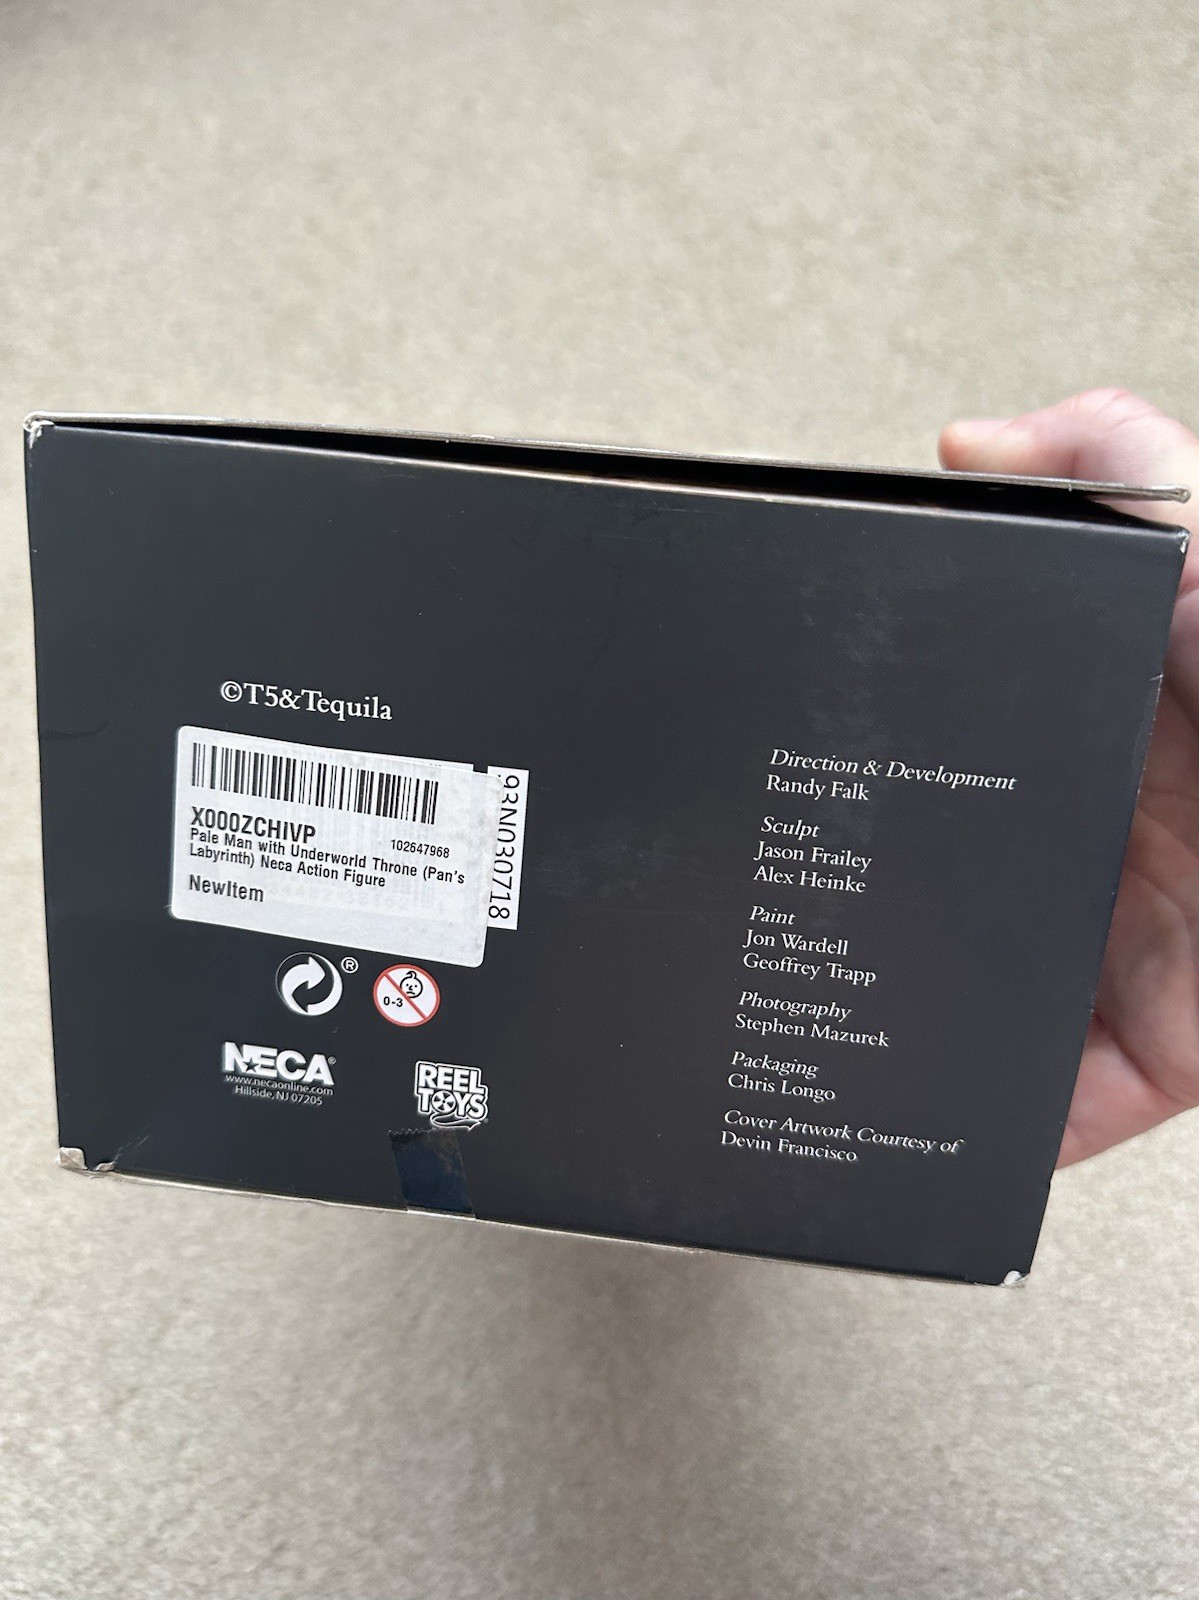 ©T5&Tequila
X000ZCHIVP
102647968
Pale Man with Underworld Throne (Pan's
Labyrinth) Neca Action Figure
NewItem
93N030718
®
0-3
NECA®
www.necaonline.com
Hillside, NJ 07205
REEL
TOYS
Direction & Development
Randy Falk
Sculpt
Jason Frailey
Alex Heinke
Paint
Jon Wardell
Geoffrey Trapp
Photography
Stephen Mazurek
Packaging
Chris Longo
Cover Artwork Courtesy of
Devin Francisco